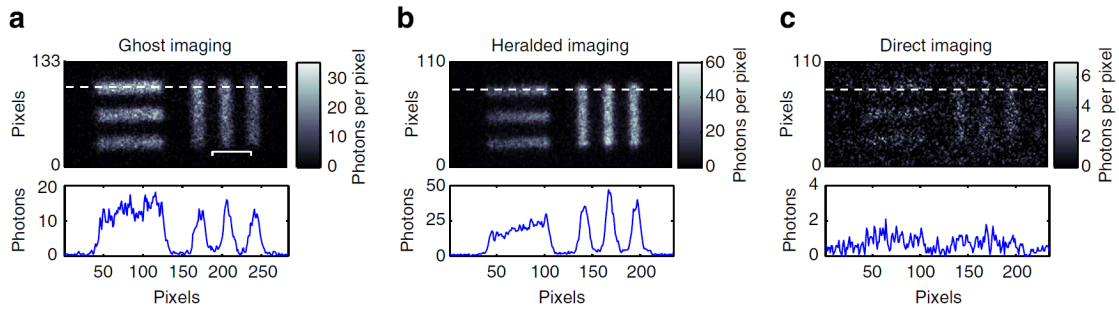 a
Ghost imaging
133
Pixels
0
30
20
10
0
Photons per pixel
20
10
0
Photons
50 100 150 200 250
Pixels
b
Heralded imaging
110
Pixels
0
60
40
20
0
Photons per pixel
50
25
0
Photons
50 100 150 200
Pixels
c
Direct imaging
110
Pixels
0
6
4
2
0
Photons per pixel
4
2
0
Photons
50 100 150 200
Pixels